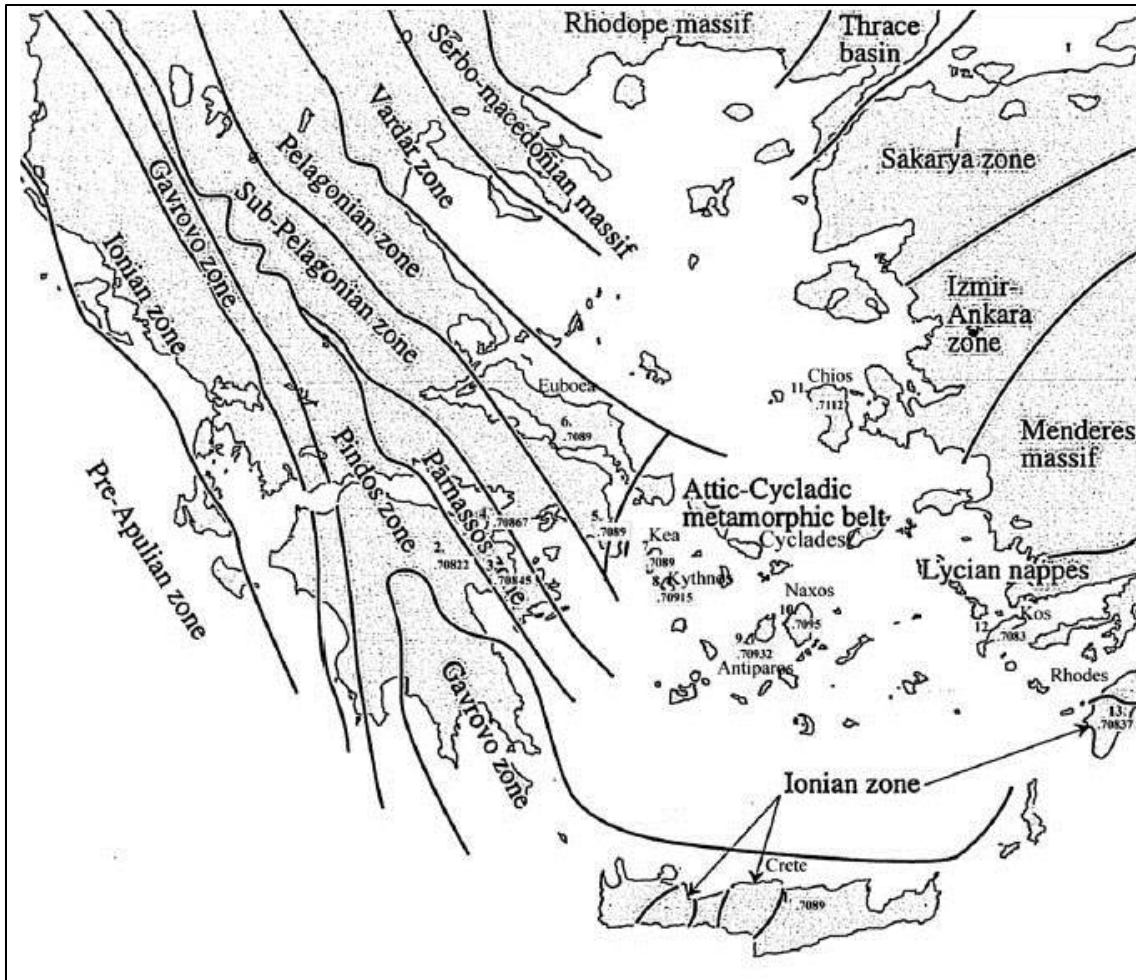 Rhodope massif
Thrace
basin
Serbo-macedonian massif
Vardar zone
Sakarya zone
Pelagonian zone
Gavrovo zone
Sub-Pelagonian zone
Ionian zone
Izmir-
Ankara
zone
Euboea
Chios
11.
.7112
6.
.7089
Menderes
massif
Pindos zone
Parnassos zone
Pre-Apulian zone
Attic-Cycladic
metamorphic belt
4.
.70867
5.
.7089
Kea
.7089
Cyclades
2.
.70822
3.
.70845
8.
Kythnos
.70915
Lycian nappes
Naxos
10.
.7095
12
Kos
.7083
9.
.70932
Antiparos
Rhodes
13.
.70837
Gavrovo zone
Ionian zone
Crete
1
.7089